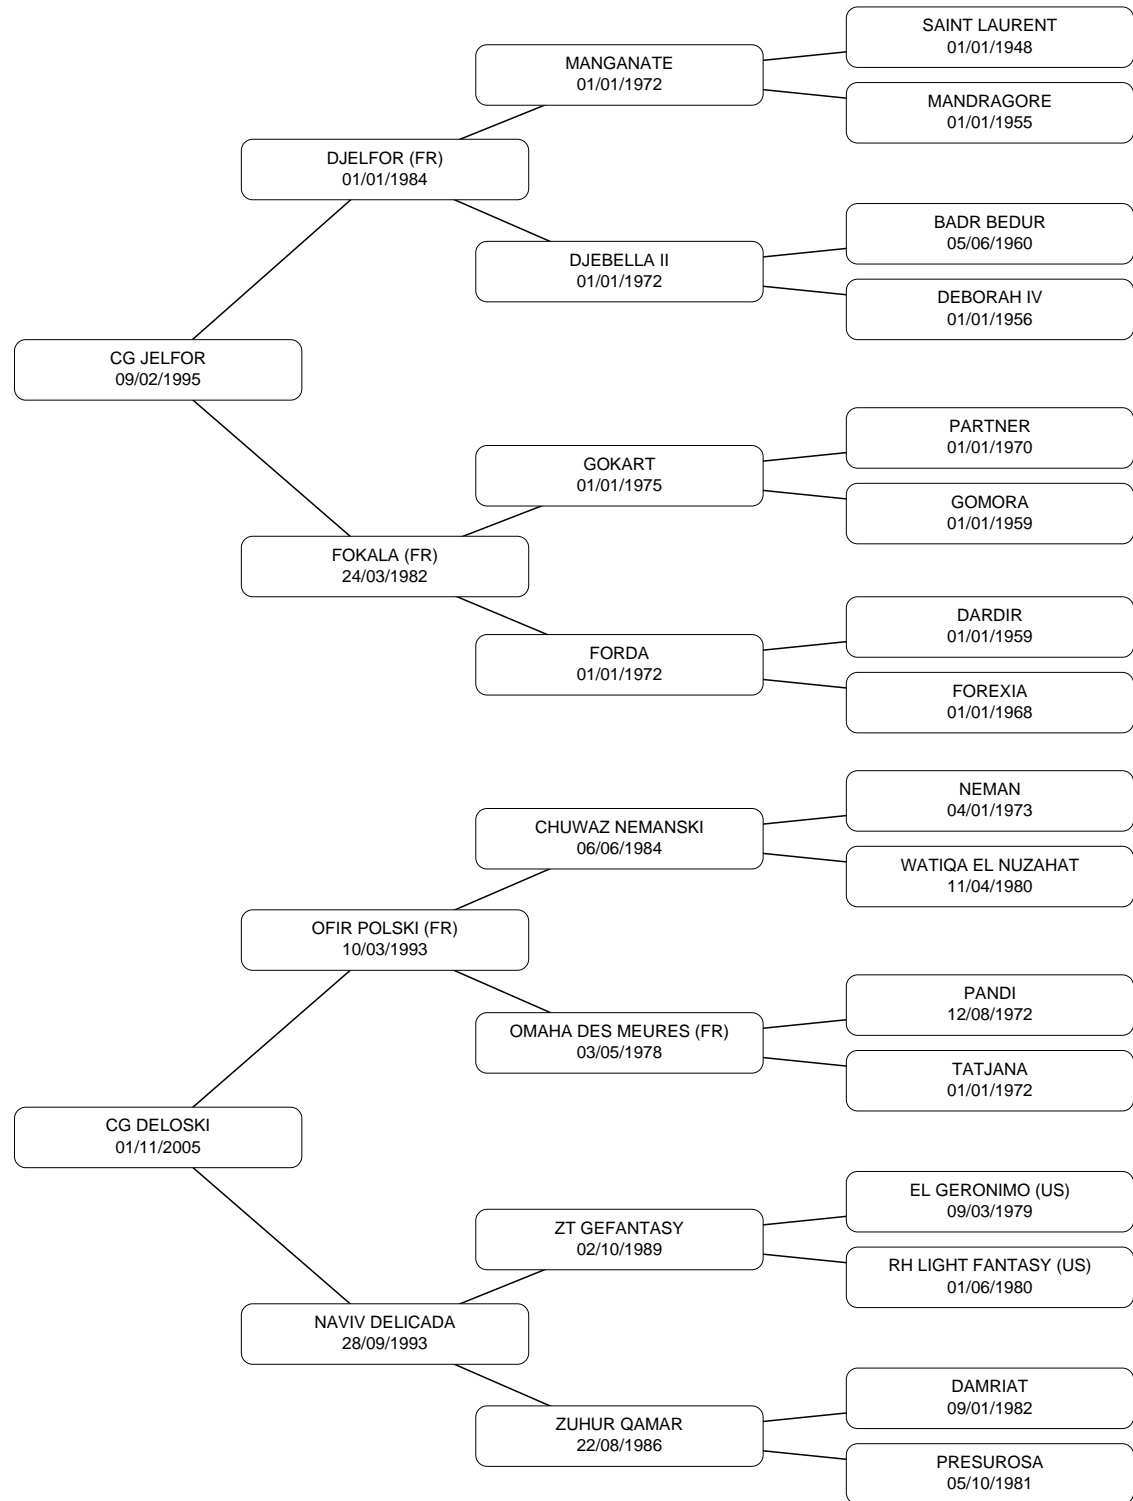 SAINT LAURENT
01/01/1948
MANGANATE
01/01/1972
MANDRAGORE
01/01/1955
DJELFOR (FR)
01/01/1984
BADR BEDUR
05/06/1960
DJEBELLA II
01/01/1972
DEBORAH IV
01/01/1956
CG JELFOR
09/02/1995
PARTNER
01/01/1970
GOKART
01/01/1975
GOMORA
01/01/1959
FOKALA (FR)
24/03/1982
DARDIR
01/01/1959
FORDA
01/01/1972
FOREXIA
01/01/1968
NEMAN
04/01/1973
CHUWAZ NEMANSKI
06/06/1984
WATIQA EL NUZAHAT
11/04/1980
OFIR POLSKI (FR)
10/03/1993
PANDI
12/08/1972
OMAHA DES MEURES (FR)
03/05/1978
TATJANA
01/01/1972
CG DELOSKI
01/11/2005
EL GERONIMO (US)
09/03/1979
ZT GEFANTASY
02/10/1989
RH LIGHT FANTASY (US)
01/06/1980
NAVIV DELICADA
28/09/1993
DAMRIAT
09/01/1982
ZUHUR QAMAR
22/08/1986
PRESUROSA
05/10/1981